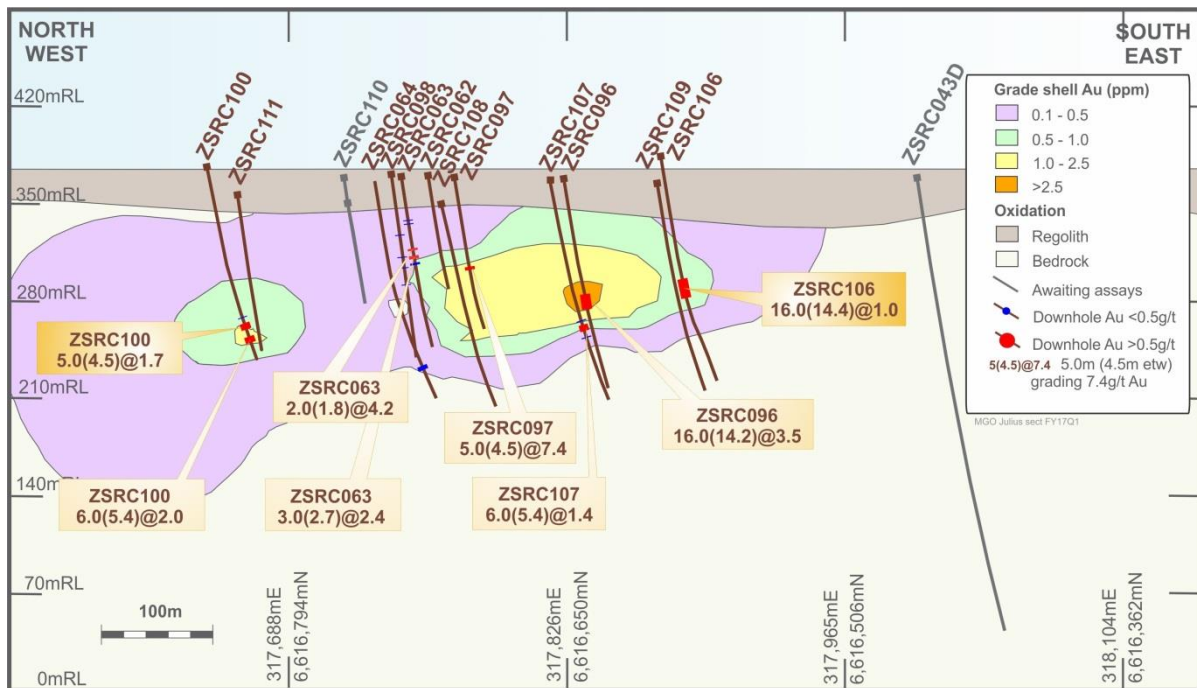 NORTH
WEST
SOUTH
EAST
ZSRC100
ZSRC111
ZSRC110
ZSRC064
ZSRC098
ZSRC063
ZSRC062
ZSRC108
ZSRC097
ZSRC107
ZSRC096
ZSRC109
ZSRC106
ZSRC043D
420mRL
350mRL
280mRL
210mRL
140mRL
70mRL
0mRL
Grade shell Au (ppm)
0.1 - 0.5
0.5 - 1.0
1.0 - 2.5
>2.5
Oxidation
Regolith
Bedrock
Awaiting assays
Downhole Au <0.5g/t
Downhole Au >0.5g/t
5(4.5)@7.4 5.0m (4.5m etw)
grading 7.4g/t Au
MGO Julius sect FY17Q1
ZSRC100
5.0(4.5)@1.7
ZSRC063
2.0(1.8)@4.2
ZSRC097
5.0(4.5)@7.4
ZSRC096
16.0(14.2)@3.5
ZSRC106
16.0(14.4)@1.0
ZSRC100
6.0(5.4)@2.0
ZSRC063
3.0(2.7)@2.4
ZSRC107
6.0(5.4)@1.4
100m
317,688mE
6,616,794mN
317,826mE
6,616,650mN
317,965mE
6,616,506mN
318,104mE
6,616,362mN